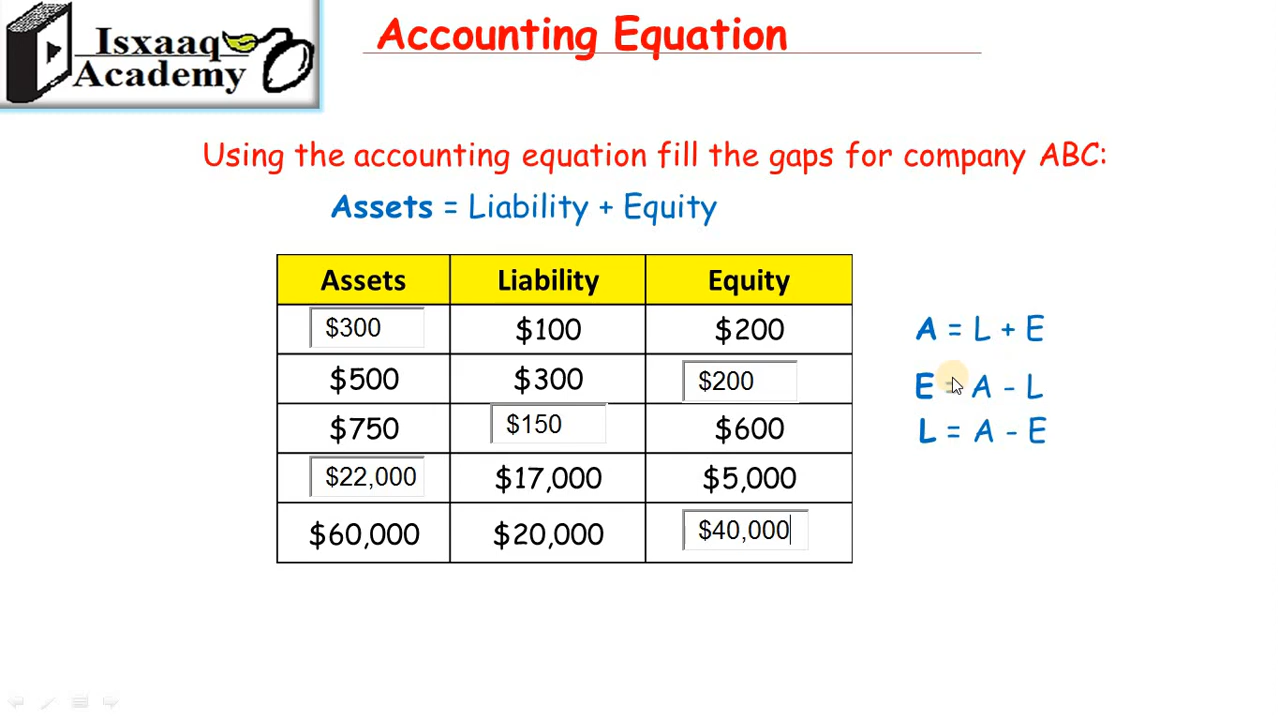 Isxaaq
Academy
Accounting Equation
Using the accounting equation fill the gaps for company ABC:
Assets = Liability + Equity
Assets Liability Equity
$300 $100 $200
$500 $300 $200
$750 $150 $600
$22,000 $17,000 $5,000
$60,000 $20,000 $40,000
A = L + E
E = A - L
L = A - E